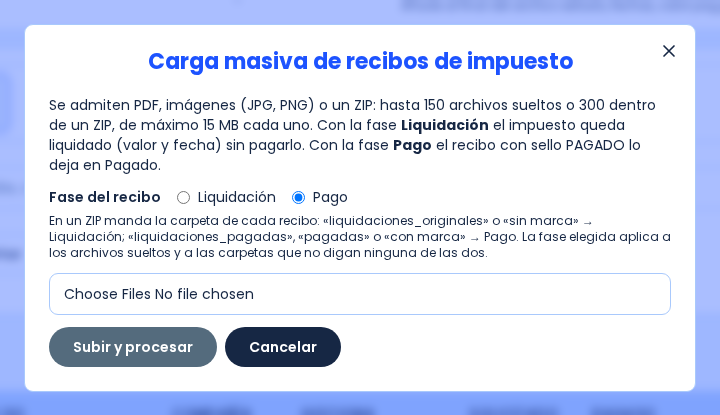 Carga masiva de recibos de impuesto
Se admiten PDF, imágenes (JPG, PNG) o un ZIP: hasta 150 archivos sueltos o 300 dentro
de un ZIP, de máximo 15 MB cada uno. Con la fase Liquidación el impuesto queda
liquidado (valor y fecha) sin pagarlo. Con la fase Pago el recibo con sello PAGADO lo
deja en Pagado.
Fase del recibo Liquidación Pago
En un ZIP manda la carpeta de cada recibo: «liquidaciones_originales» o «sin marca» →
Liquidación; «liquidaciones_pagadas», «pagadas» o «con marca» → Pago. La fase elegida aplica a
los archivos sueltos y a las carpetas que no digan ninguna de las dos.
Choose Files No file chosen
Subir y procesar Cancelar